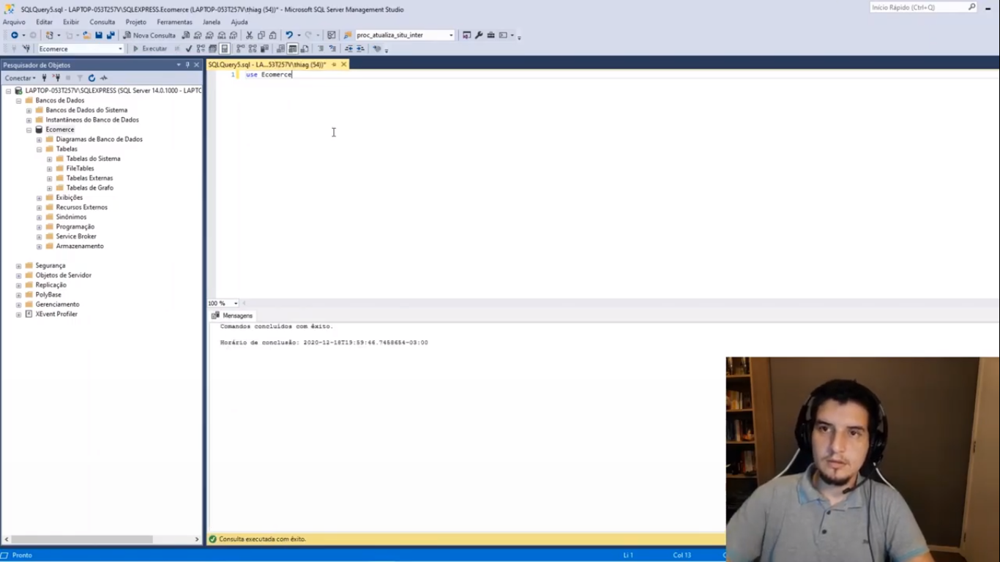 SQLQuery5.sql - LAPTOP-053T257V\SQLEXPRESS.Ecomerce (LAPTOP-053T257V\thiag (54))* - Microsoft SQL Server Management Studio
Início Rápido (Ctrl+Q)
Arquivo Editar Exibir Consulta Projeto Ferramentas Janela Ajuda
Nova Consulta proc_atualiza_situ_inter
Ecomerce Executar
Pesquisador de Objetos
SQLQuery5.sql - LA...53T257V\thiag (54))*
Conectar
1 use Ecomerce
LAPTOP-053T257V\SQLEXPRESS (SQL Server 14.0.1000 - LAPTC
Bancos de Dados
Bancos de Dados do Sistema
Instantâneos do Banco de Dados
Ecomerce
Diagramas de Banco de Dados
Tabelas
Tabelas do Sistema
FileTables
Tabelas Externas
Tabelas de Grafo
Exibições
Recursos Externos
Sinônimos
Programação
Service Broker
Armazenamento
Segurança
Objetos de Servidor
Replicação
PolyBase
Gerenciamento
XEvent Profiler
100 %
Mensagens
Comandos concluídos com êxito.
Horário de conclusão: 2020-12-18T19:59:46.7458654-03:00
Consulta executada com êxito.
Pronto
Li 1 Col 13